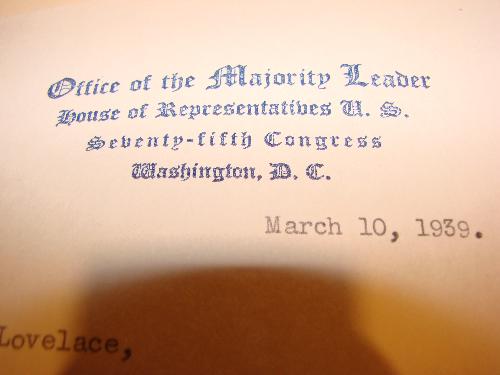 Office of the Majority Leader
House of Representatives U. S.
Seventy-fifth Congress
Washington, D. C.
March 10, 1939.
Lovelace,